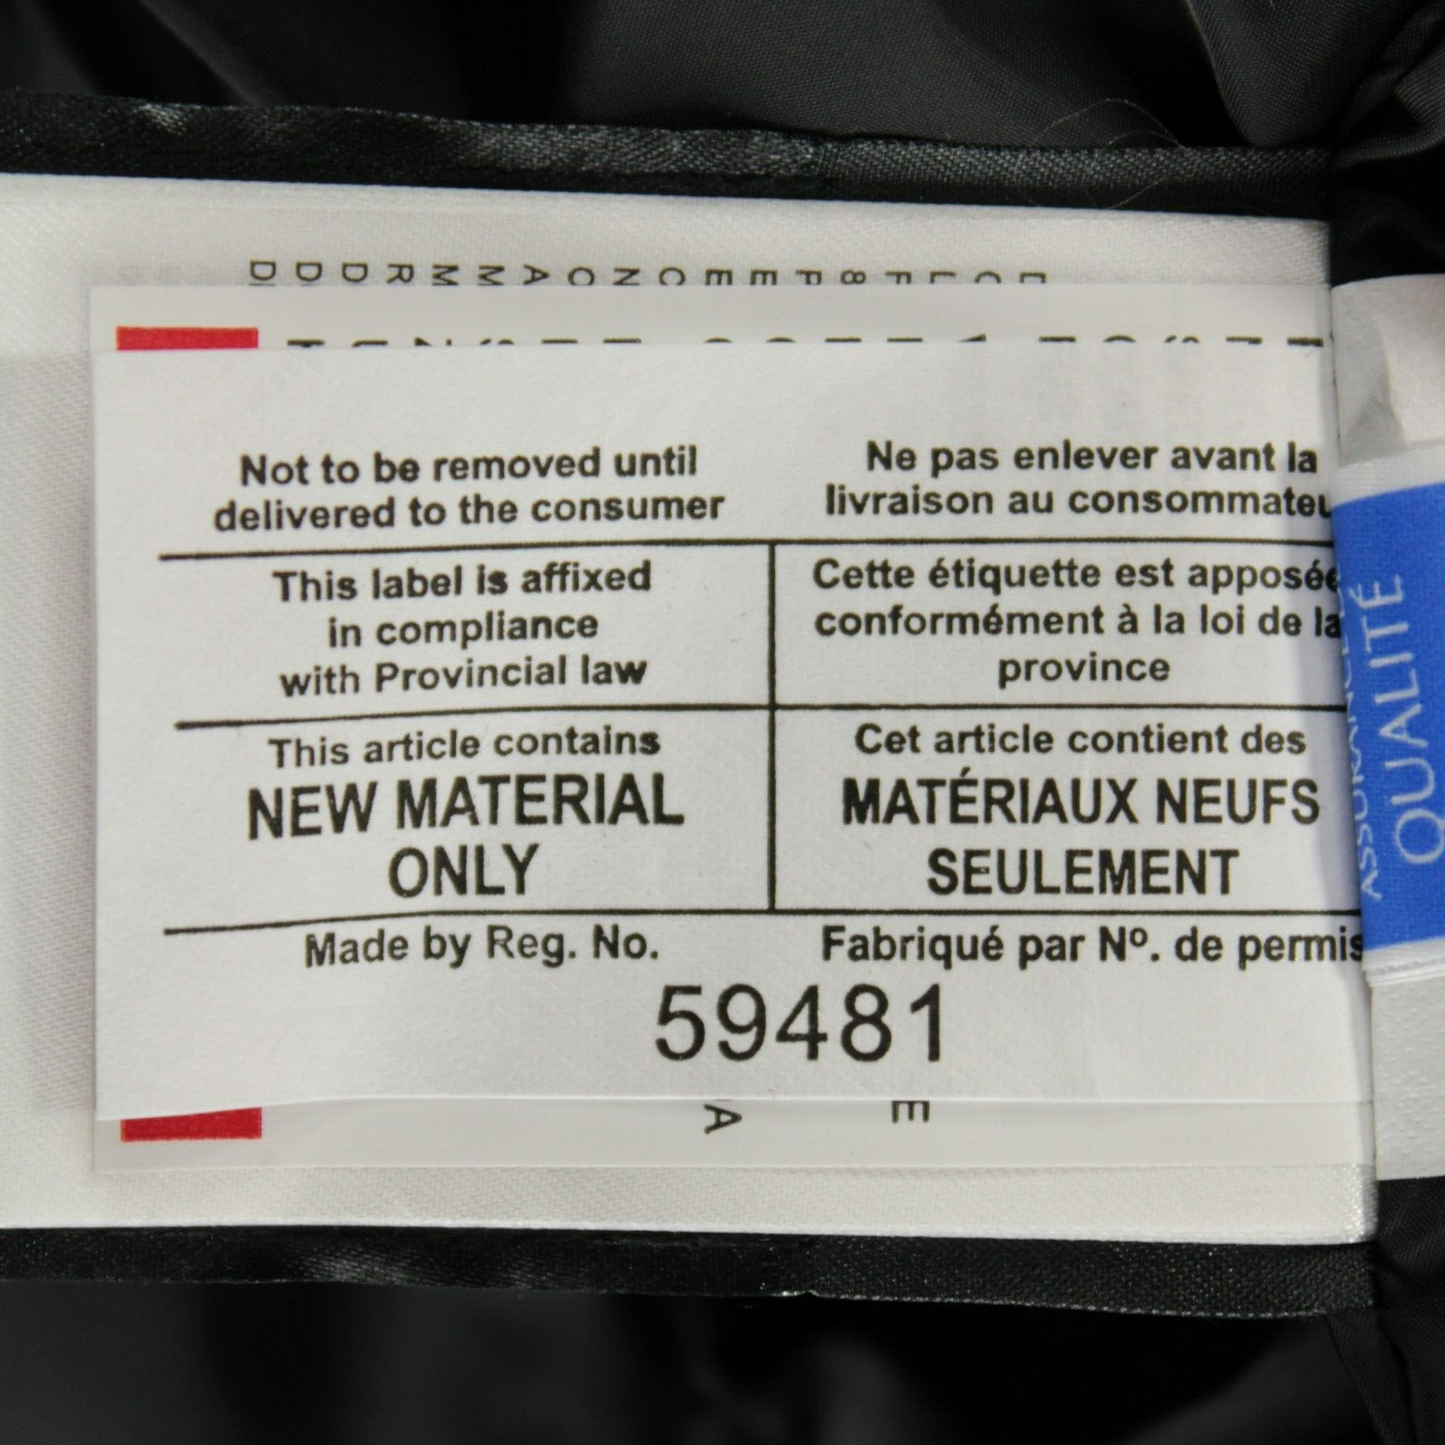 Not to be removed until
delivered to the consumer
Ne pas enlever avant la
livraison au
This label is affixed
in compliance
with Provincial law
Cette étiquette est apposée
conformément à la loi de la
province
This article contains
NEW MATERIAL
ONLY
Cet article contient des
MATÉRIAUX NEUFS
SEULEMENT
Made by Reg. No.
Fabriqué par Nº. de permis
59481
QUALITÉ